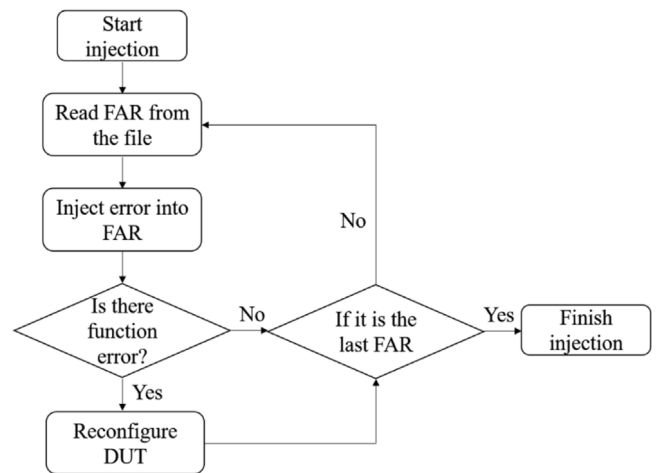 Start
injection
Read FAR from
the file
Inject error into
FAR
Is there
function
error?
No
Yes
Reconfigure
DUT
If it is the
last FAR
No
Yes
Finish
injection